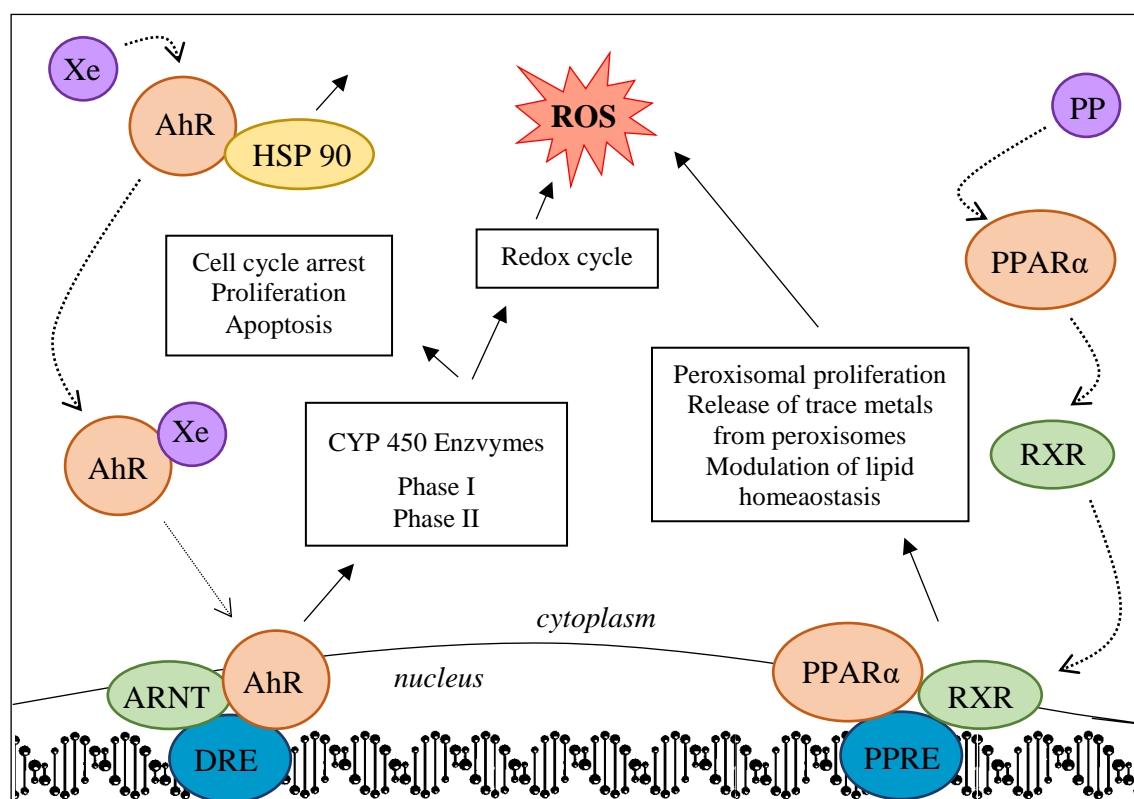 Xe
AhR
HSP 90
ROS
PP
PPARα
Cell cycle arrest
Proliferation
Apoptosis
Redox cycle
Xe
AhR
CYP 450 Enzvymes
Phase I
Phase II
Peroxisomal proliferation
Release of trace metals
from peroxisomes
Modulation of lipid
homeaostasis
RXR
cytoplasm
nucleus
ARNT
AhR
DRE
PPARα
RXR
PPRE